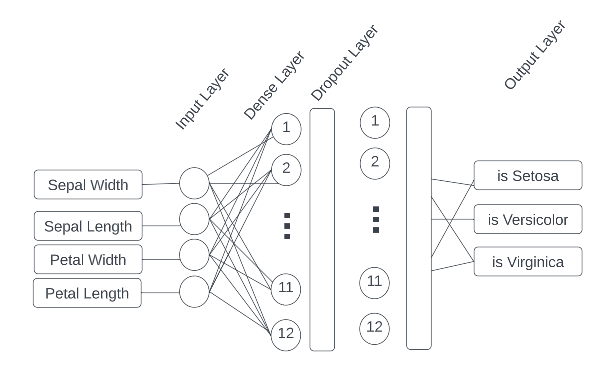 Input Layer
Dense Layer
Dropout Layer
Output Layer
Sepal Width
Sepal Length
Petal Width
Petal Length
1
2
11
12
1
2
11
12
is Setosa
is Versicolor
is Virginica